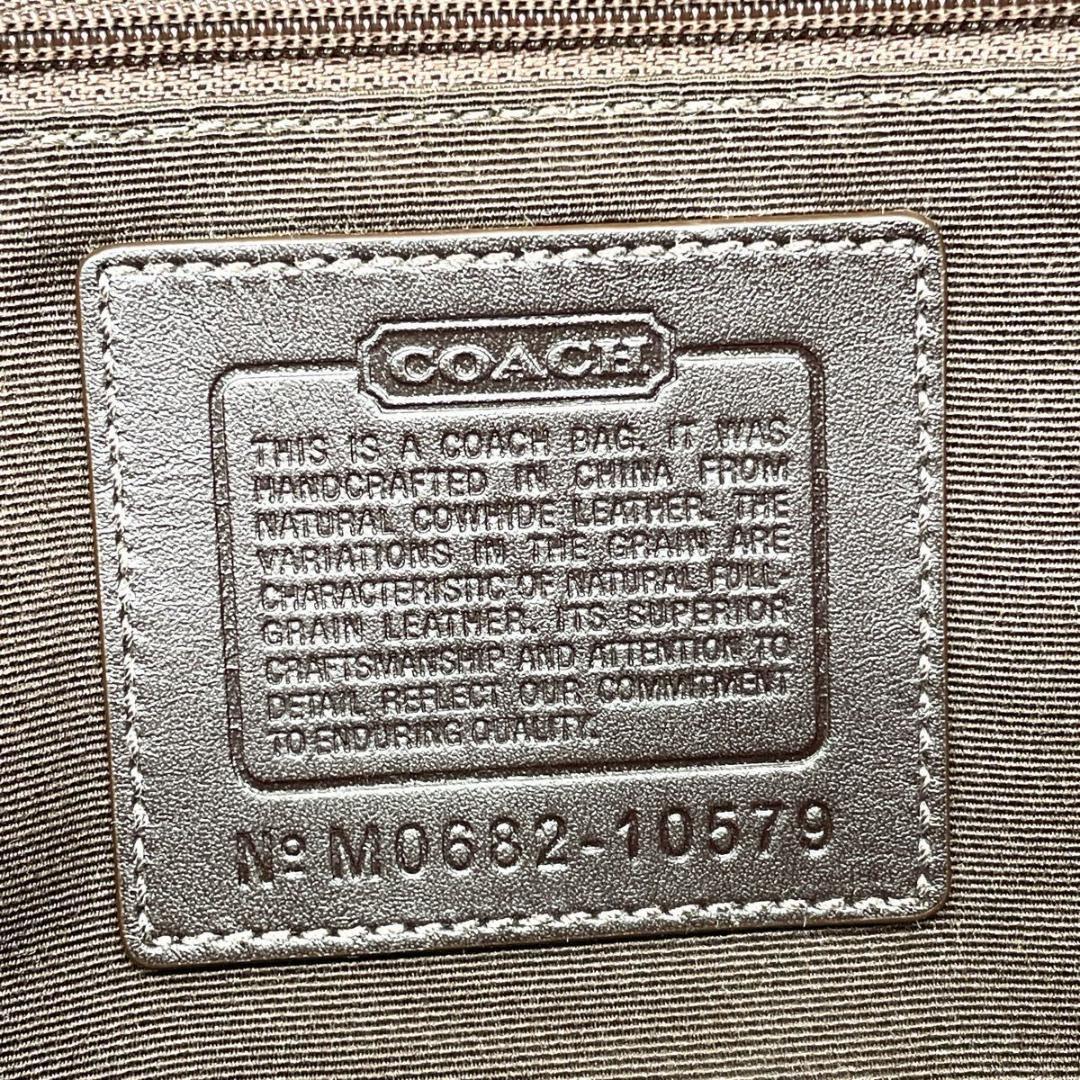 COACH
THIS IS A COACH BAG. IT WAS
HANDCRAFTED IN CHINA FROM
NATURAL COWHIDE LEATHER. THE
VARIATIONS IN THE GRAIN ARE
CHARACTERISTIC OF NATURAL FULL-
GRAIN LEATHER. ITS SUPERIOR
CRAFTSMANSHIP AND ATTENTION TO
DETAIL REFLECT OUR COMMITMENT
TO ENDURING QUALITY.
Nº M0682-10579